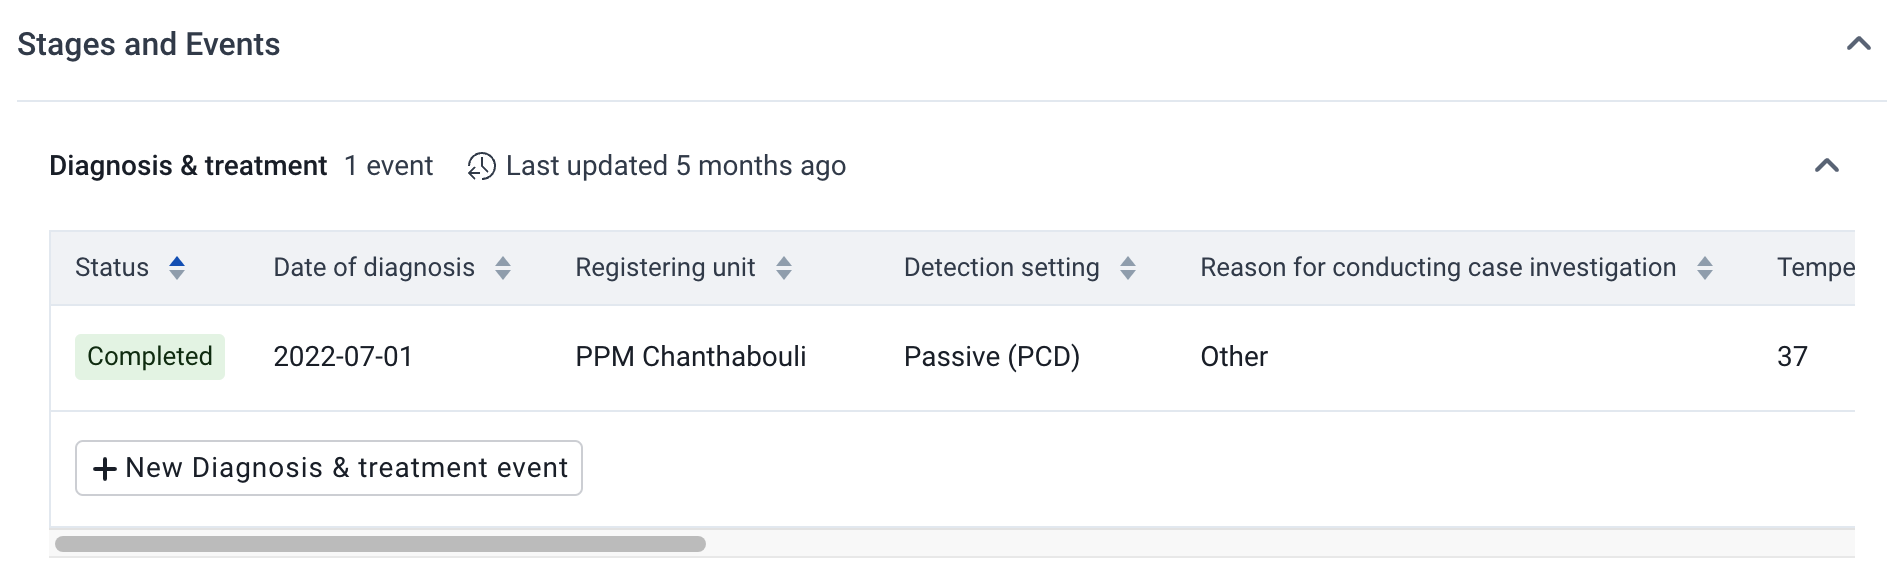 Stages and Events
Diagnosis & treatment 1 event Last updated 5 months ago
Status Date of diagnosis Registering unit Detection setting Reason for conducting case investigation Tempe
Completed 2022-07-01 PPM Chanthabouli Passive (PCD) Other 37
New Diagnosis & treatment event